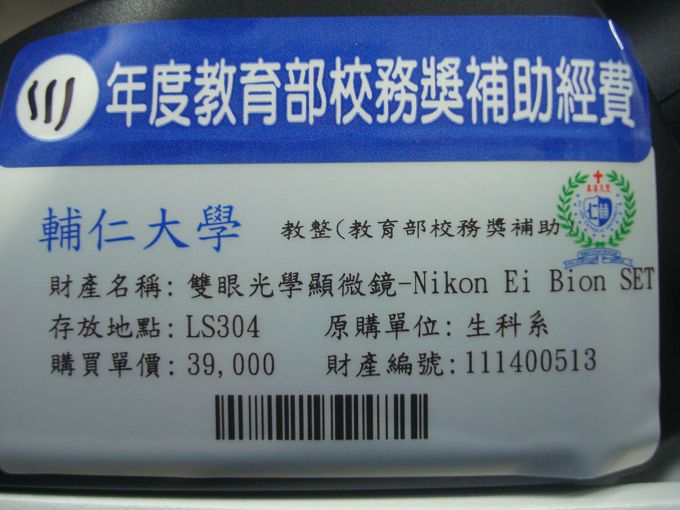 111 年度教育部校務獎補助經費
輔仁大學 教整(教育部校務獎補助
財產名稱: 雙眼光學顯微鏡-Nikon Ei Bion SET
存放地點: LS304 原購單位: 生科系
購買單價: 39,000 財產編號: 111400513